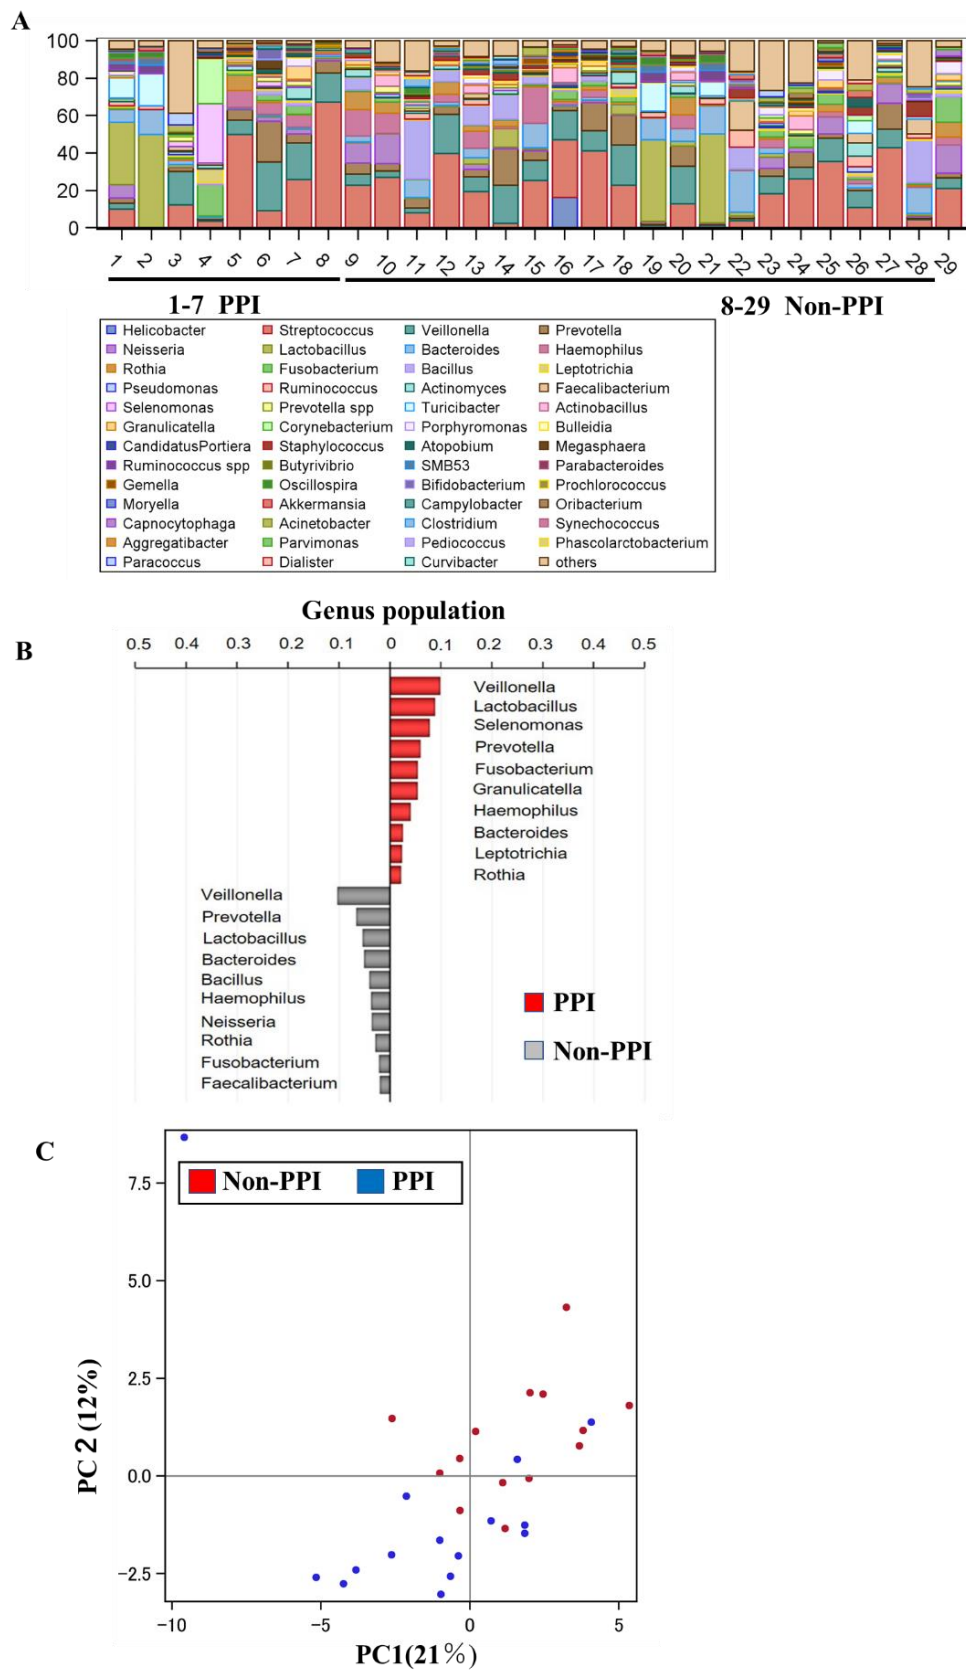 A
100
80
60
40
20
0
1 2 3 4 5 6 7 8 9 10 11 12 13 14 15 16 17 18 19 20 21 22 23 24 25 26 27 28 29
1-7 PPI 8-29 Non-PPI
Helicobacter Streptococcus Veillonella Prevotella
Neisseria Lactobacillus Bacteroides Haemophilus
Rothia Fusobacterium Bacillus Leptotrichia
Pseudomonas Ruminococcus Actinomyces Faecalibacterium
Selenomonas Prevotella spp Turicibacter Actinobacillus
Granulicatella Corynebacterium Porphyromonas Bulleidia
CandidatusPortiera Staphylococcus Atopobium Megasphaera
Ruminococcus spp Butyrivibrio SMB53 Parabacteroides
Gemella Oscillospira Bifidobacterium Prochlorococcus
Moryella Akkermansia Campylobacter Oribacterium
Capnocytophaga Acinetobacter Clostridium Synechococcus
Aggregatibacter Parvimonas Pediococcus Phascolarctobacterium
Paracoccus Dialister Curvibacter others
Genus population
B
0.5 0.4 0.3 0.2 0.1 0 0.1 0.2 0.3 0.4 0.5
Veillonella
Lactobacillus
Selenomonas
Prevotella
Fusobacterium
Granulicatella
Haemophilus
Bacteroides
Leptotrichia
Rothia
Veillonella
Prevotella
Lactobacillus
Bacteroides
Bacillus
Haemophilus
Neisseria
Rothia
Fusobacterium
Faecalibacterium
PPI
Non-PPI
C
Non-PPI PPI
7.5
5.0
2.5
0.0
−2.5
PC 2 (12%)
−10 −5 0 5
PC1(21%)